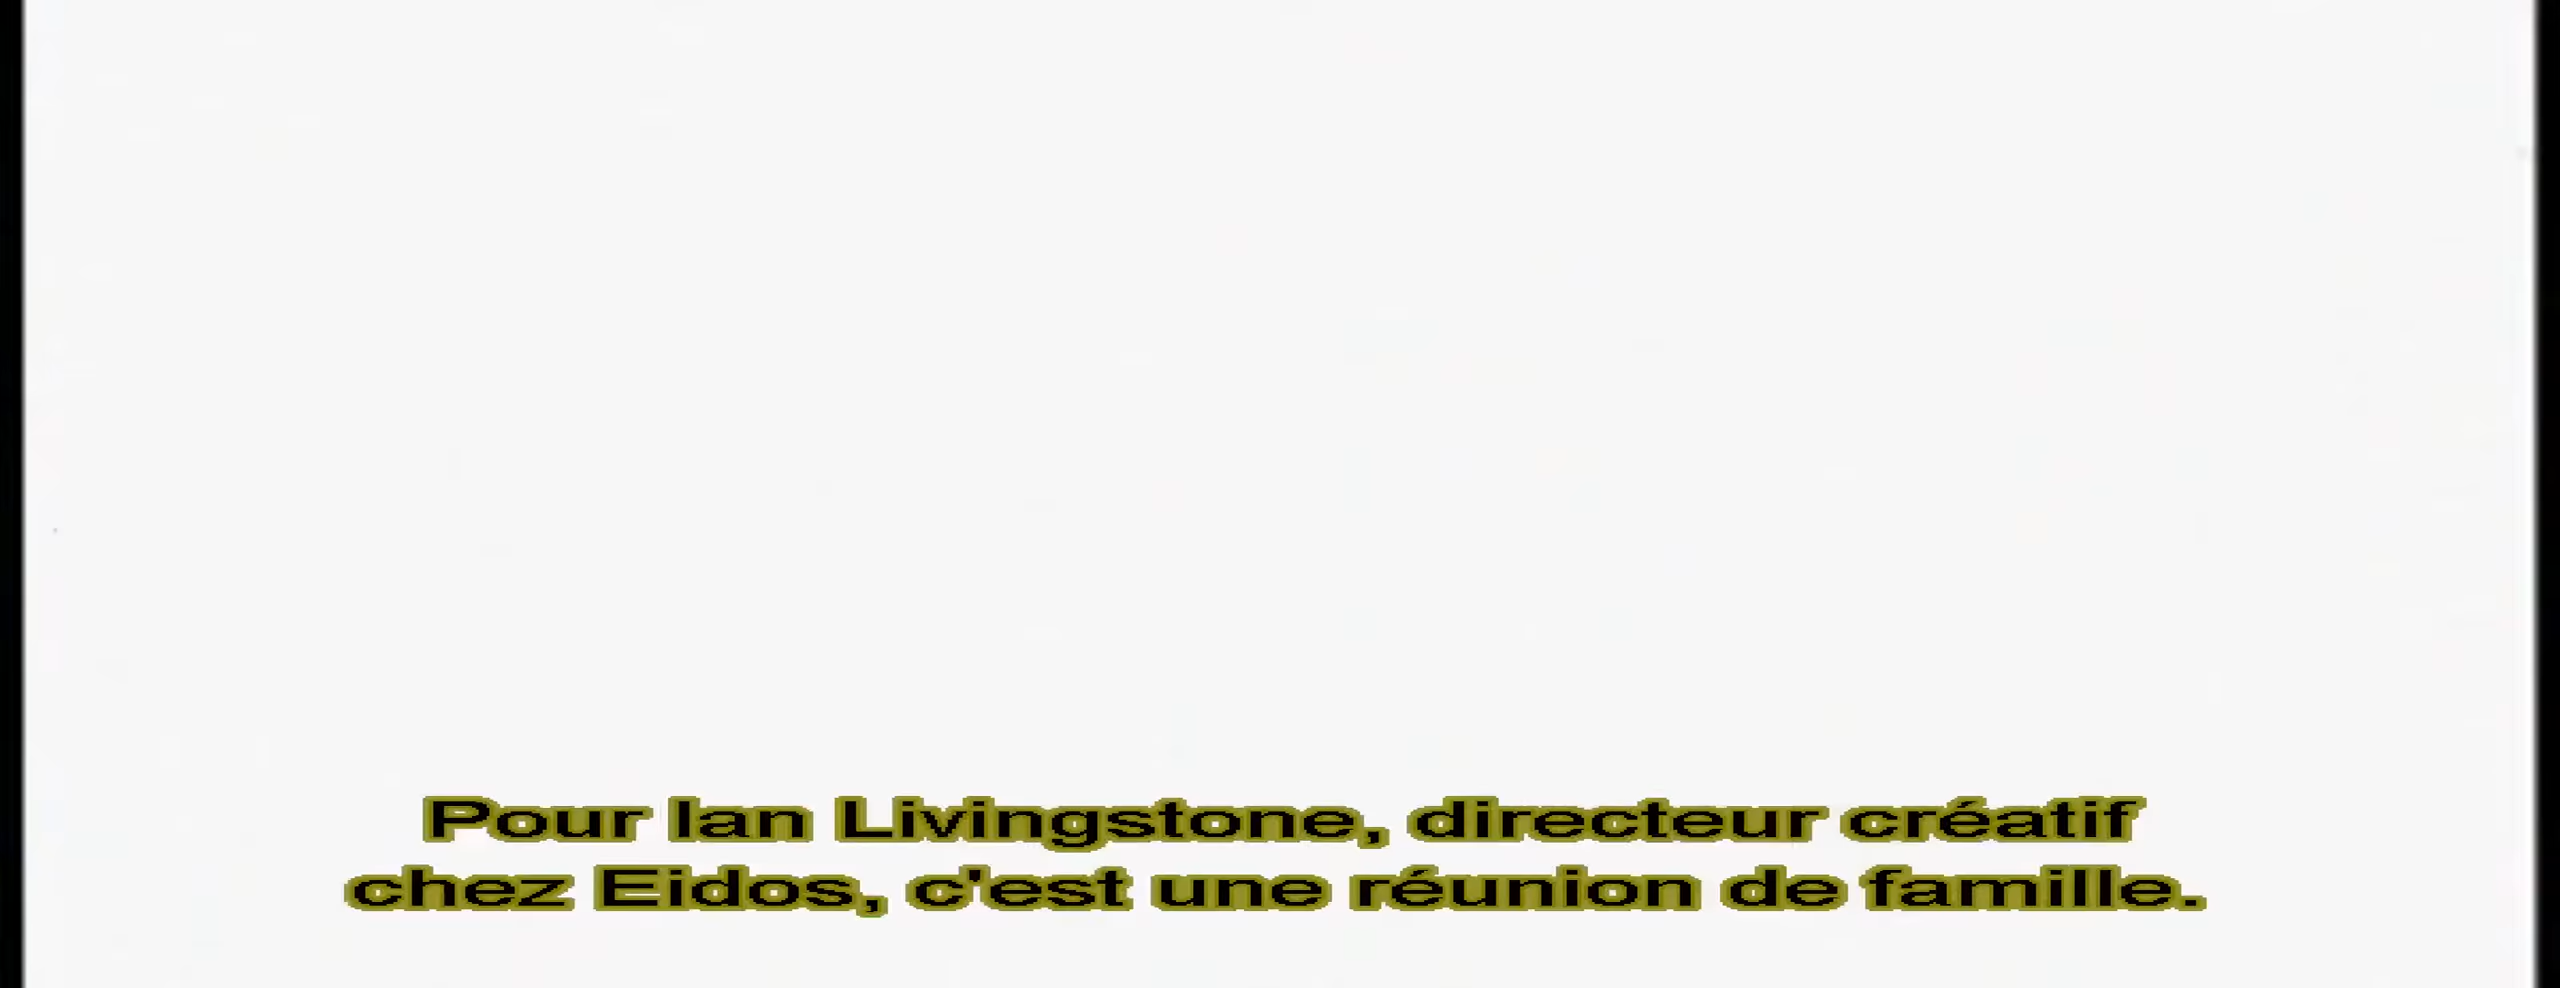 Pour Ian Livingstone, directeur créatif
chez Eidos, c'est une réunion de famille.